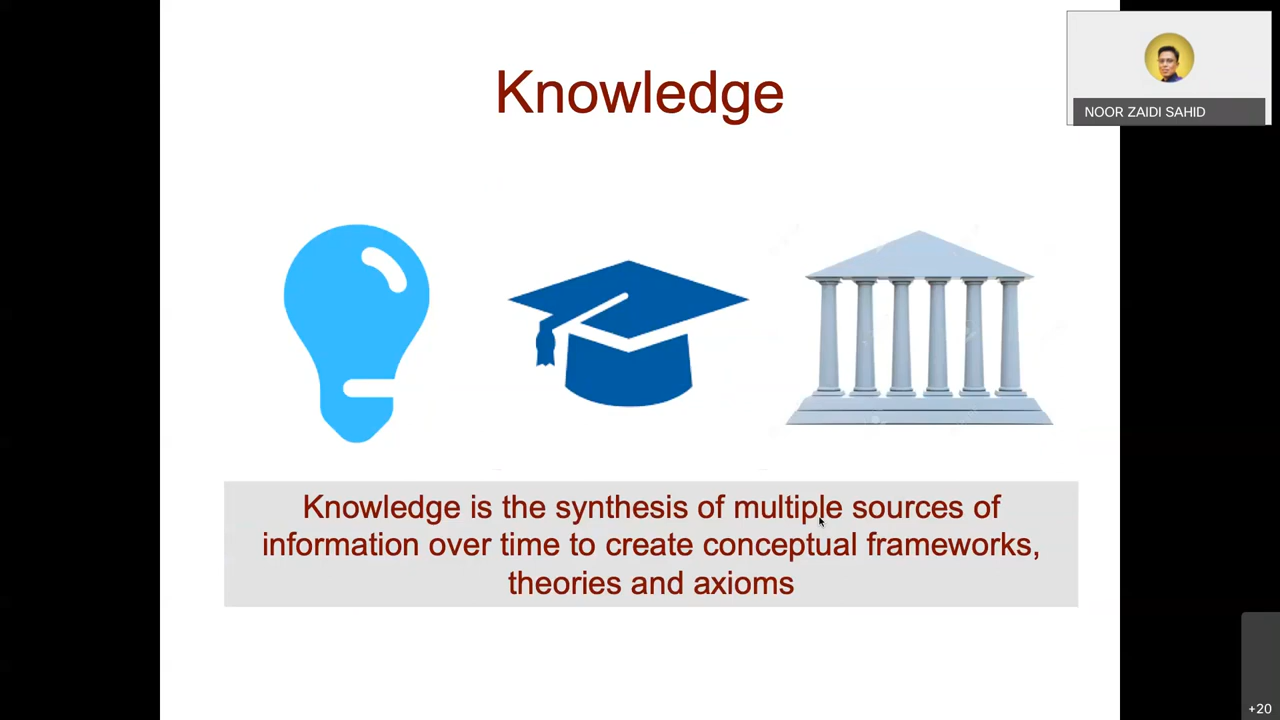 Knowledge
NOOR ZAIDI SAHID
Knowledge is the synthesis of multiple sources of
information over time to create conceptual frameworks,
theories and axioms
+20